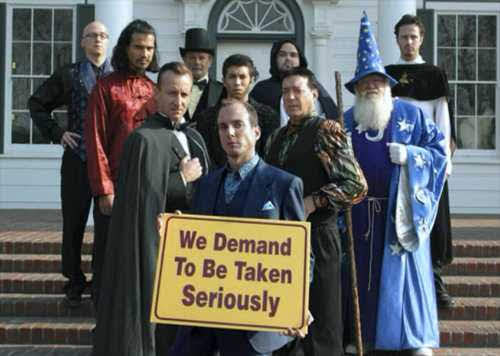 We Demand
To Be Taken
Seriously